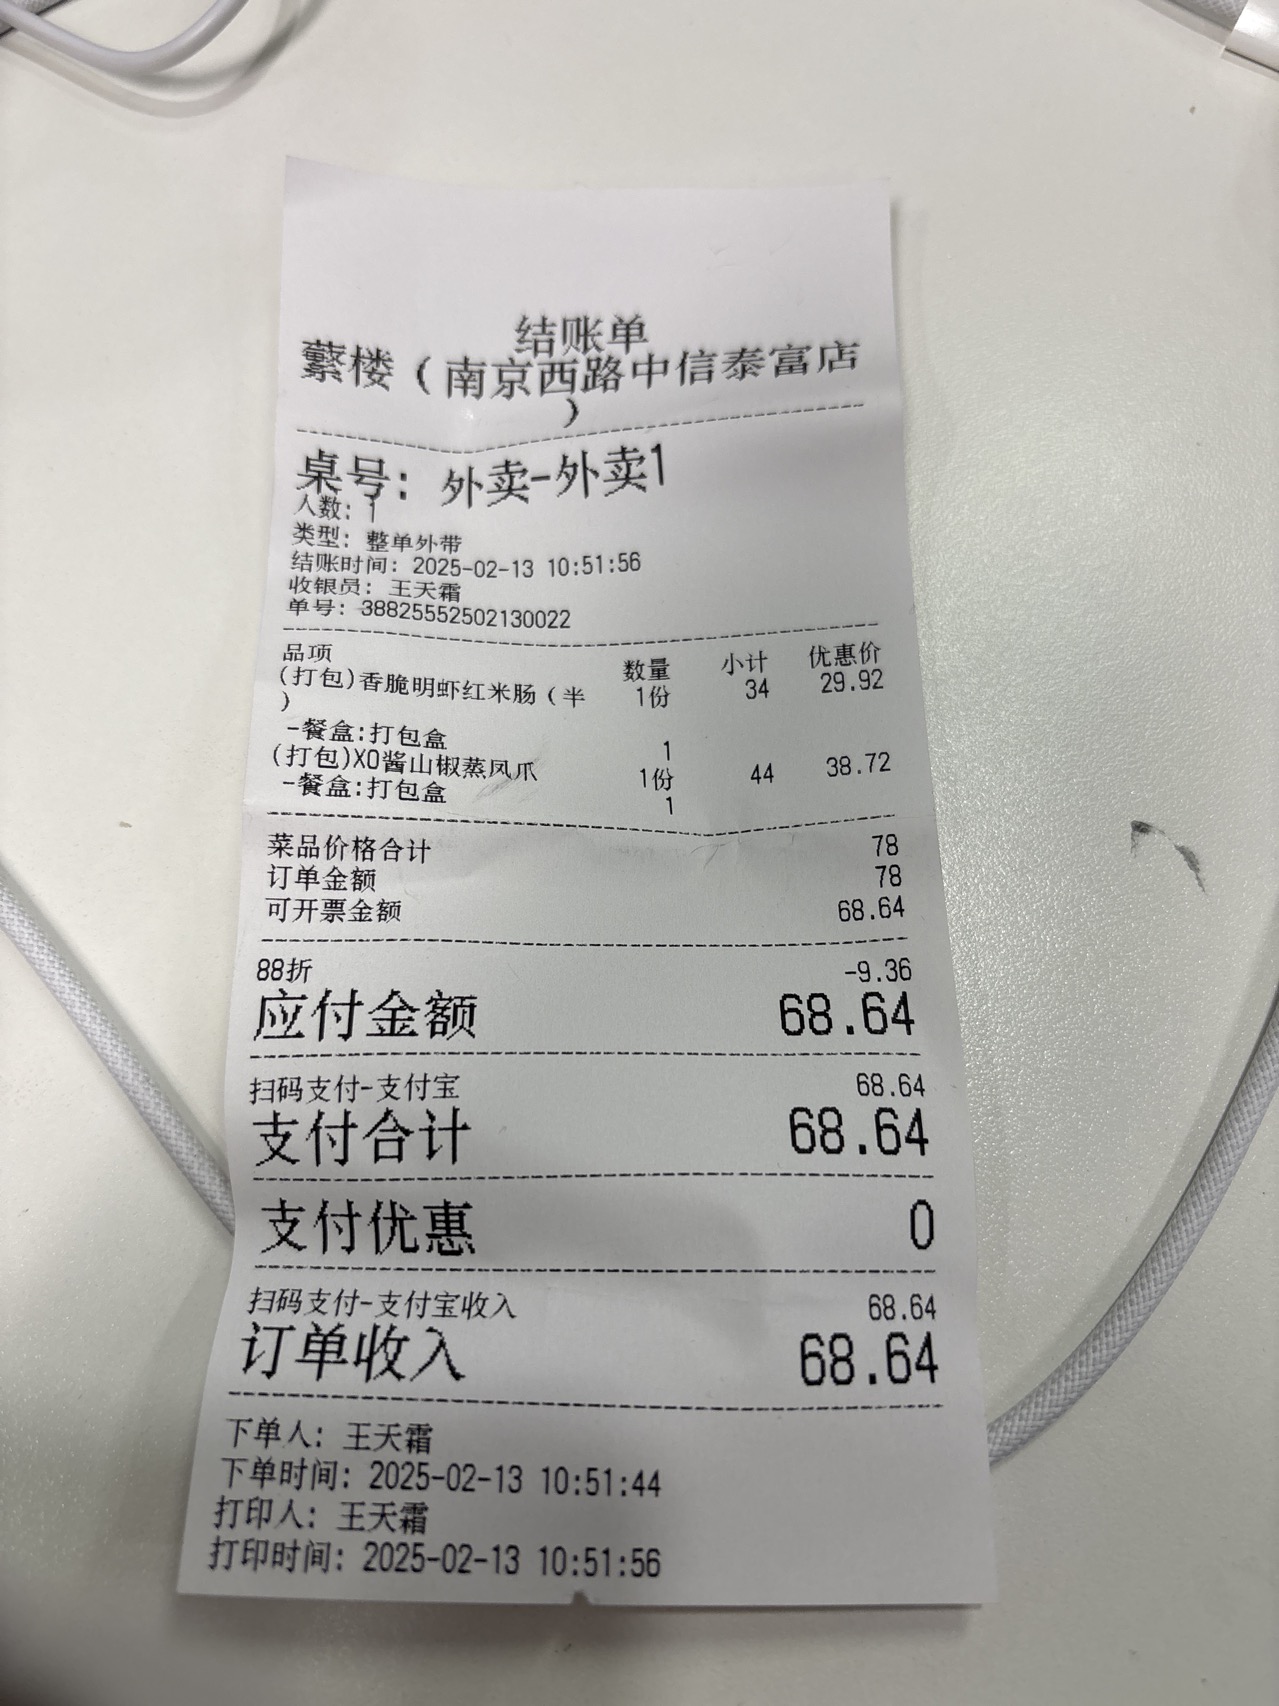 结账单
蘩楼（南京西路中信泰富店
）
桌号：外卖-外卖1
人数：1
类型：整单外带
结账时间：2025-02-13 10:51:56
收银员：王天霜
单号：388255552502130022
品项 数量 小计 优惠价
(打包)香脆明虾红米肠（半 1份 34 29.92
）
-餐盒:打包盒 1
(打包)XO酱山椒蒸凤爪 1份 44 38.72
-餐盒:打包盒 1
菜品价格合计 78
订单金额 78
可开票金额 68.64
88折 -9.36
应付金额 68.64
扫码支付-支付宝 68.64
支付合计 68.64
支付优惠 0
扫码支付-支付宝收入 68.64
订单收入 68.64
下单人：王天霜
下单时间：2025-02-13 10:51:44
打印人：王天霜
打印时间：2025-02-13 10:51:56